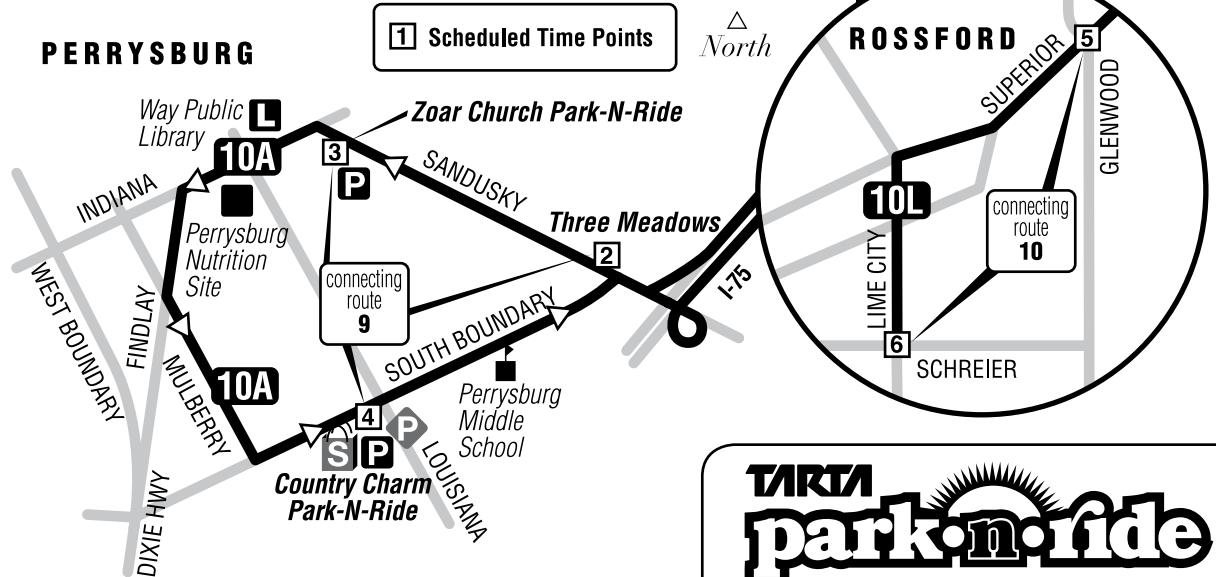 PERRYSBURG
1 Scheduled Time Points
North
ROSSFORD
Way Public
Library
L
10A
Zoar Church Park-N-Ride
3
P
SANDUSKY
INDIANA
Perrysburg
Nutrition
Site
Three Meadows
2
I-75
connecting
route
9
WEST BOUNDARY
FINDLAY
MULBERRY
10A
SOUTH BOUNDARY
Perrysburg
Middle
School
4
P
S P
Country Charm
Park-N-Ride
LOUISIANA
DIXIE HWY
5
SUPERIOR
GLENWOOD
10L
connecting
route
10
LIME CITY
6
SCHREIER
TARTA
park•n•ride